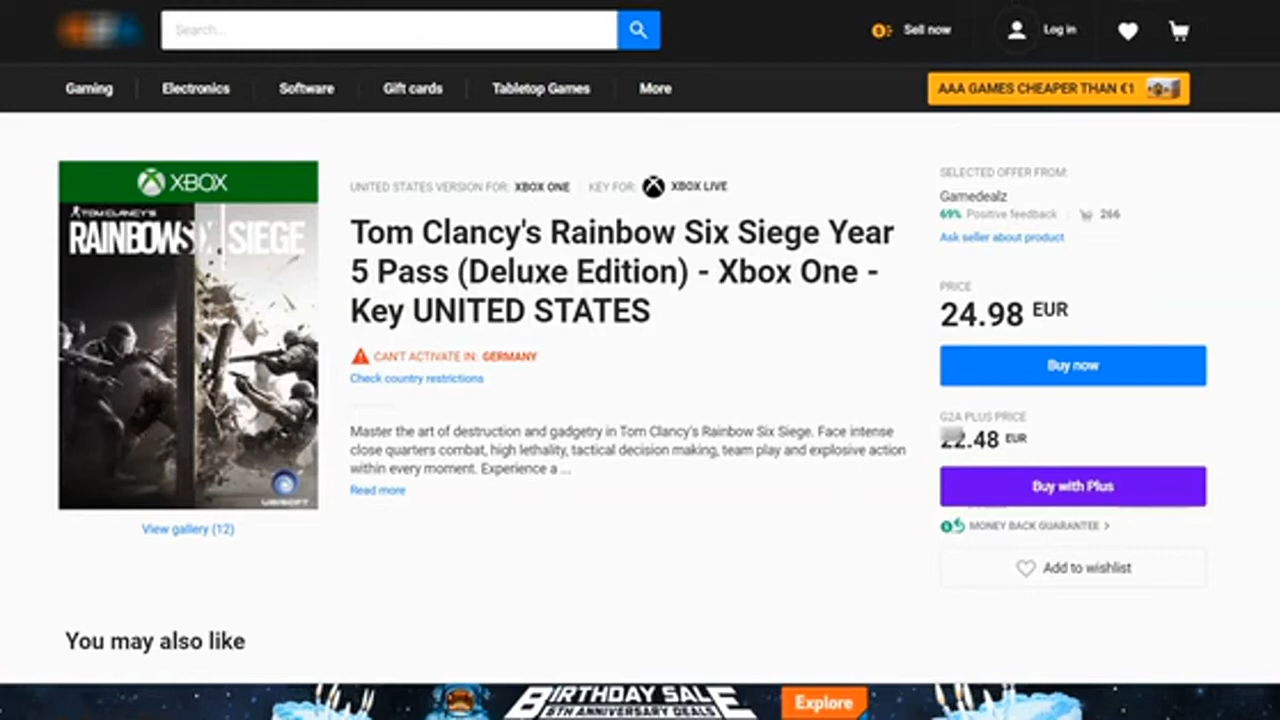 Search...
Sell now
Log in
Gaming
Electronics
Software
Gift cards
Tabletop Games
More
AAA GAMES CHEAPER THAN €1
XBOX
TOM CLANCY'S
RAINBOWSIX SIEGE
UBISOFT
View gallery (12)
UNITED STATES VERSION FOR: XBOX ONE KEY FOR: XBOX LIVE
Tom Clancy's Rainbow Six Siege Year
5 Pass (Deluxe Edition) - Xbox One -
Key UNITED STATES
CAN'T ACTIVATE IN: GERMANY
Check country restrictions
Master the art of destruction and gadgetry in Tom Clancy's Rainbow Six Siege. Face intense
close quarters combat, high lethality, tactical decision making, team play and explosive action
within every moment. Experience a ...
Read more
SELECTED OFFER FROM:
Gamedealz
69% Positive feedback 266
Ask seller about product
PRICE
24.98 EUR
Buy now
G2A PLUS PRICE
22.48 EUR
Buy with Plus
MONEY BACK GUARANTEE >
Add to wishlist
You may also like
BIRTHDAY SALE
6TH ANNIVERSARY DEALS
Explore